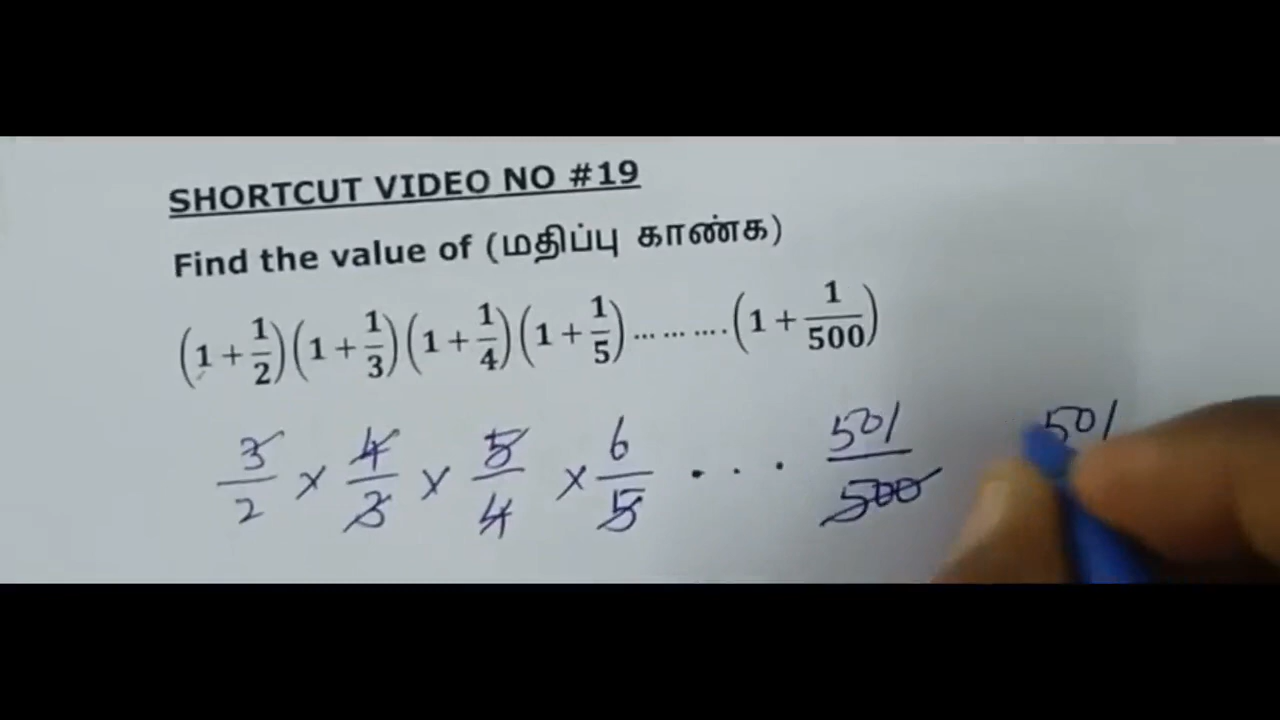 SHORTCUT VIDEO NO #19
Find the value of (மதிப்பு காண்க)
(1 + 1/2)(1 + 1/3)(1 + 1/4)(1 + 1/5) ... ... ... .(1 + 1/500)
3/2 × 4/3 × 5/4 × 6/5 . . . 501/500 501